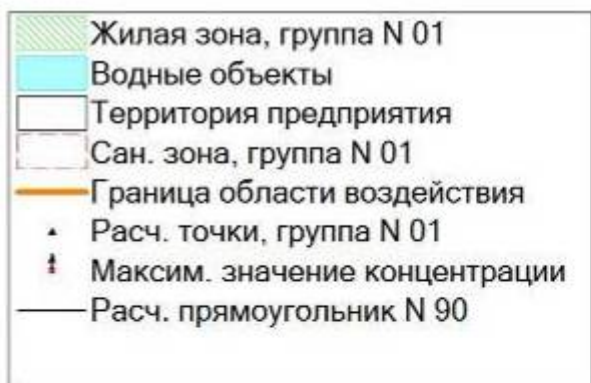 Жилая зона, группа N 01
Водные объекты
Территория предприятия
Сан. зона, группа N 01
Граница области воздействия
Расч. точки, группа N 01
Максим. значение концентрации
Расч. прямоугольник N 90